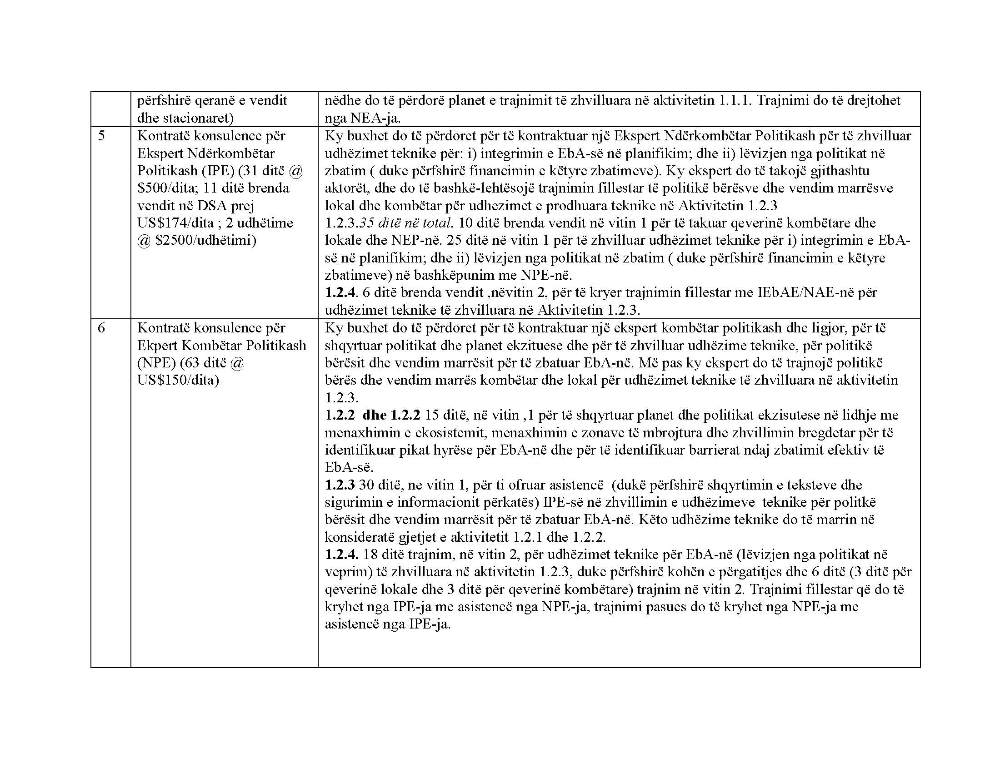 përfshirë qeranë e vendit
dhe stacionaret)
nëdhe do të përdorë planet e trajnimit të zhvilluara në aktivitetin 1.1.1. Trajnimi do të drejtohet
nga NEA-ja.
5
Kontratë konsulence për
Ekspert Ndërkombëtar
Politikash (IPE) (31 ditë @
$500/dita; 11 ditë brenda
vendit në DSA prej
US$174/dita ; 2 udhëtime
@ $2500/udhëtimi)
Ky buxhet do të përdoret për të kontraktuar një Ekspert Ndërkombëtar Politikash për të zhvilluar
udhëzimet teknike për: i) integrimin e EbA-së në planifikim; dhe ii) lëvizjen nga politikat në
zbatim ( duke përfshirë financimin e këtyre zbatimeve). Ky ekspert do të takojë gjithashtu
aktorët, dhe do të bashkë-lehtësojë trajnimin fillestar të politikë bërësve dhe vendim marrësve
lokal dhe kombëtar për udhezimet e prodhuara teknike në Aktivitetin 1.2.3
1.2.3.35 ditë në total. 10 ditë brenda vendit në vitin 1 për të takuar qeverinë kombëtare dhe
lokale dhe NEP-në. 25 ditë në vitin 1 për të zhvilluar udhëzimet teknike për i) integrimin e EbA-
së në planifikim; dhe ii) lëvizjen nga politikat në zbatim ( duke përfshirë financimin e këtyre
zbatimeve) në bashkëpunim me NPE-në.
1.2.4. 6 ditë brenda vendit ,nëvitin 2, për të kryer trajnimin fillestar me IEbAE/NAE-në për
udhëzimet teknike të zhvilluara në Aktivitetin 1.2.3.
6
Kontratë konsulence për
Ekpert Kombëtar Politikash
(NPE) (63 ditë @
US$150/dita)
Ky buxhet do të përdoret për të kontraktuar një ekspert kombëtar politikash dhe ligjor, për të
shqyrtuar politikat dhe planet ekzituese dhe për të zhvilluar udhëzime teknike, për politikë
bërësit dhe vendim marrësit për të zbatuar EbA-në. Më pas ky ekspert do të trajnojë politikë
bërës dhe vendim marrës kombëtar dhe lokal për udhëzimet teknike të zhvilluara në aktivitetin
1.2.3.
1.2.2  dhe 1.2.2 15 ditë, në vitin ,1 për të shqyrtuar planet dhe politikat ekzisutese në lidhje me
menaxhimin e ekosistemit, menaxhimin e zonave të mbrojtura dhe zhvillimin bregdetar për të
identifikuar pikat hyrëse për EbA-në dhe për të identifikuar barrierat ndaj zbatimit efektiv të
EbA-së.
1.2.3 30 ditë, ne vitin 1, për ti ofruar asistencë  (dukë përfshirë shqyrtimin e teksteve dhe
sigurimin e informacionit përkatës) IPE-së në zhvillimin e udhëzimeve  teknike për politkë
bërësit dhe vendim marrësit për të zbatuar EbA-në. Këto udhëzime teknike do të marrin në
konsideratë gjetjet e aktivitetit 1.2.1 dhe 1.2.2.
1.2.4. 18 ditë trajnim, në vitin 2, për udhëzimet teknike për EbA-në (lëvizjen nga politikat në
veprim) të zhvilluara në aktivitetin 1.2.3, duke përfshirë kohën e përgatitjes dhe 6 ditë (3 ditë për
qeverinë lokale dhe 3 ditë për qeverinë kombëtare) trajnim në vitin 2. Trajnimi fillestar që do të
kryhet nga IPE-ja me asistencë nga NPE-ja, trajnimi pasues do të kryhet nga NPE-ja me
asistencë nga IPE-ja.